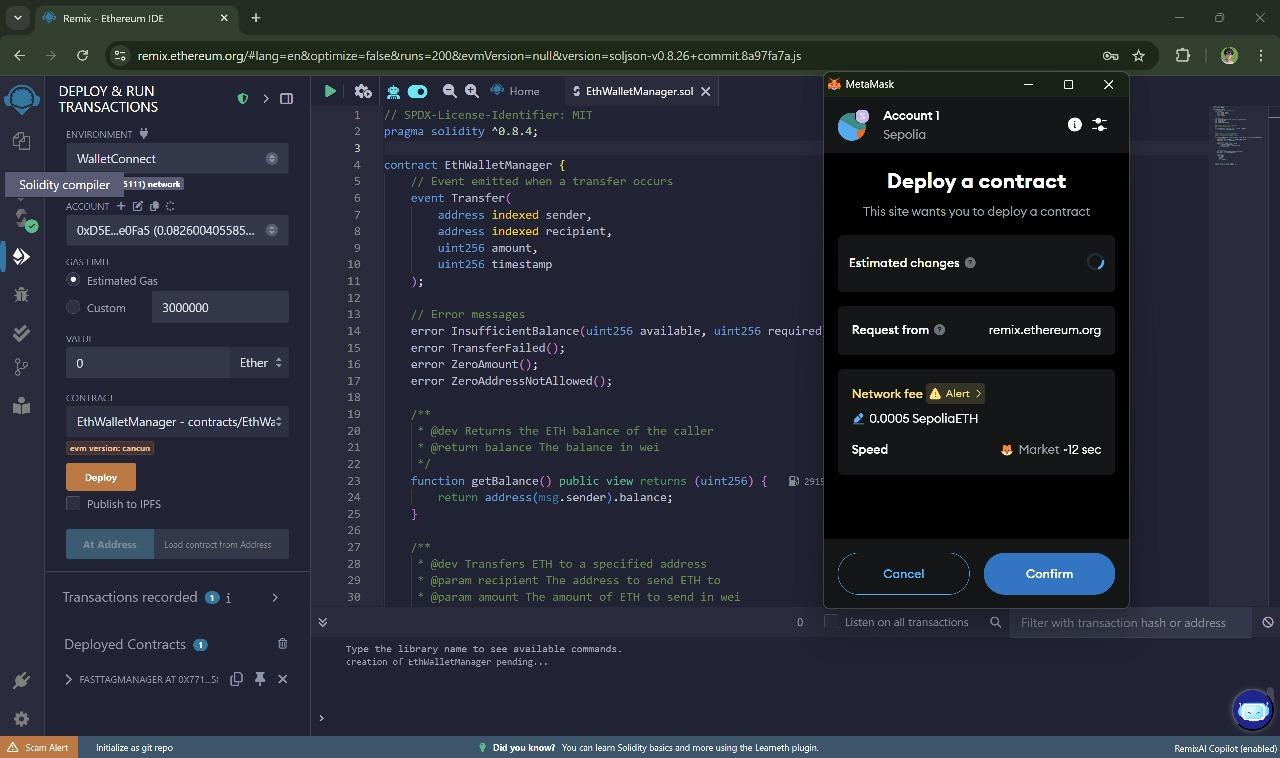 Remix - Ethereum IDE
remix.ethereum.org/#lang=en&optimize=false&runs=200&evmVersion=null&version=soljson-v0.8.26+commit.8a97fa7a.js
DEPLOY & RUN
TRANSACTIONS
ENVIRONMENT
WalletConnect
Solidity compiler
5111) network
ACCOUNT
0xD5E...e0Fa5 (0.082600405585...
GAS LIMIT
Estimated Gas
Custom
3000000
VALUE
0
Ether
CONTRACT
EthWalletManager - contracts/EthWa
evm version: cancun
Deploy
Publish to IPFS
At Address
Load contract from Address
Transactions recorded 1 i
Deployed Contracts 1
FASTTAGMANAGER AT 0X771...5
Home
EthWalletManager.sol
1 // SPDX-License-Identifier: MIT
2 pragma solidity ^0.8.4;
3
4 contract EthWalletManager {
5 // Event emitted when a transfer occurs
6 event Transfer(
7 address indexed sender,
8 address indexed recipient,
9 uint256 amount,
10 uint256 timestamp
11 );
12
13 // Error messages
14 error InsufficientBalance(uint256 available, uint256 required
15 error TransferFailed();
16 error ZeroAmount();
17 error ZeroAddressNotAllowed();
18
19 /**
20 * @dev Returns the ETH balance of the caller
21 * @return balance The balance in wei
22 */
23 function getBalance() public view returns (uint256) { 2915
24 return address(msg.sender).balance;
25 }
26
27 /**
28 * @dev Transfers ETH to a specified address
29 * @param recipient The address to send ETH to
30 * @param amount The amount of ETH to send in wei
MetaMask
Account 1
Sepolia
Deploy a contract
This site wants you to deploy a contract
Estimated changes
Request from
remix.ethereum.org
Network fee
Alert
0.0005 SepoliaETH
Speed
Market ~12 sec
Cancel
Confirm
0
Listen on all transactions
Filter with transaction hash or address
Type the library name to see available commands.
creation of EthWalletManager pending...
>
Scam Alert
Initialize as git repo
Did you know? You can learn Solidity basics and more using the Learneth plugin.
RemixAI Copilot (enabled)